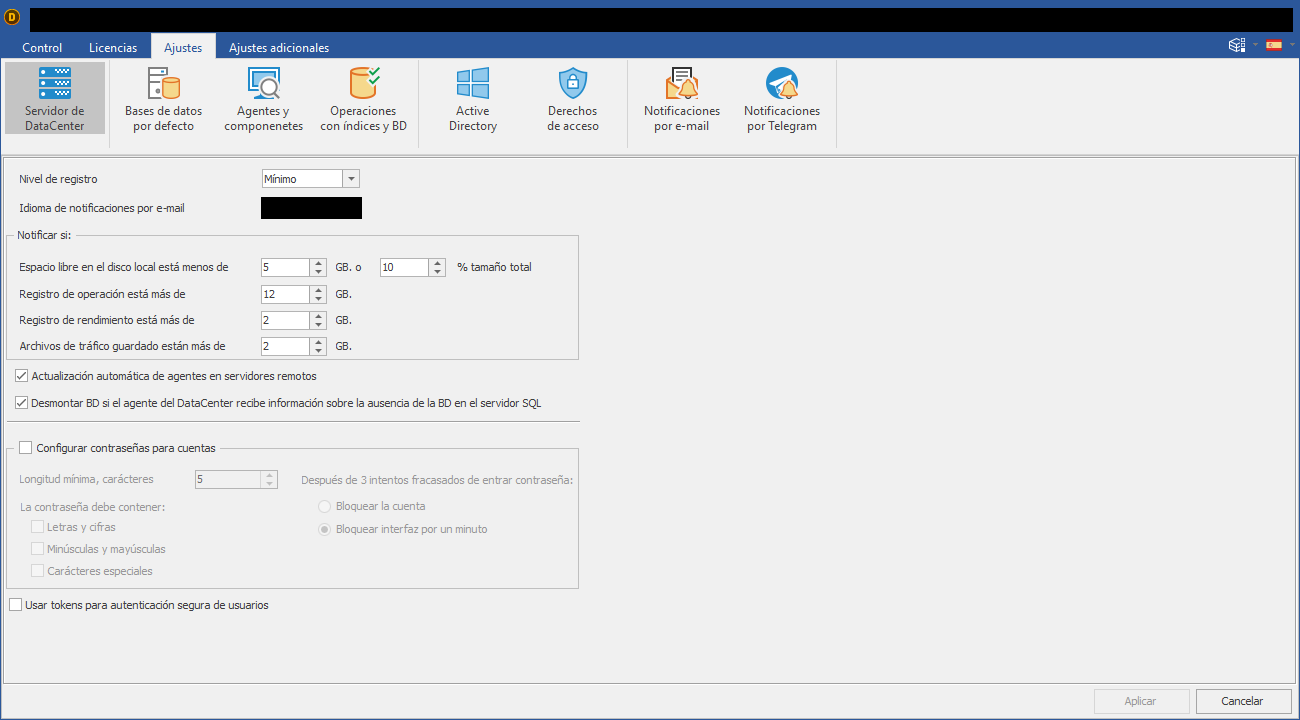 D
Control Licencias Ajustes Ajustes adicionales
Servidor de
DataCenter
Bases de datos
por defecto
Agentes y
componenetes
Operaciones
con índices y BD
Active
Directory
Derechos
de acceso
Notificaciones
por e-mail
Notificaciones
por Telegram
Nivel de registro Mínimo
Idioma de notificaciones por e-mail
Notificar si:
Espacio libre en el disco local está menos de 5 GB. o 10 % tamaño total
Registro de operación está más de 12 GB.
Registro de rendimiento está más de 2 GB.
Archivos de tráfico guardado están más de 2 GB.
Actualización automática de agentes en servidores remotos
Desmontar BD si el agente del DataCenter recibe información sobre la ausencia de la BD en el servidor SQL
Configurar contraseñas para cuentas
Longitud mínima, carácteres 5
Después de 3 intentos fracasados de entrar contraseña:
La contraseña debe contener:
Bloquear la cuenta
Letras y cifras
Bloquear interfaz por un minuto
Minúsculas y mayúsculas
Carácteres especiales
Usar tokens para autenticación segura de usuarios
Aplicar Cancelar